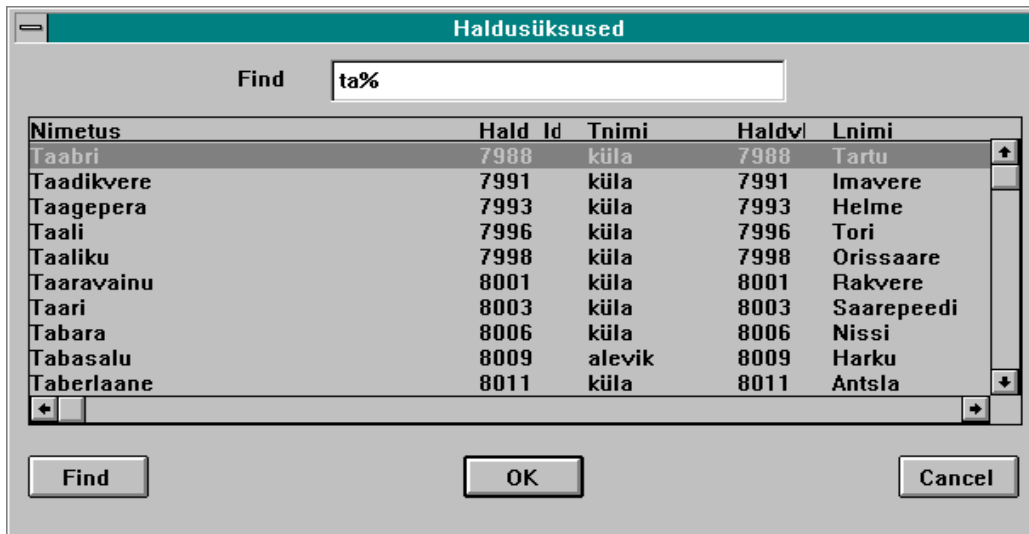 Haldusüksused
Find ta%
Nimetus Hald Id Tnimi Haldvl Lnimi
Taabri 7988 küla 7988 Tartu
Taadikvere 7991 küla 7991 Imavere
Taagepera 7993 küla 7993 Helme
Taali 7996 küla 7996 Tori
Taaliku 7998 küla 7998 Orissaare
Taaravainu 8001 küla 8001 Rakvere
Taari 8003 küla 8003 Saarepeedi
Tabara 8006 küla 8006 Nissi
Tabasalu 8009 alevik 8009 Harku
Taberlaane 8011 küla 8011 Antsla
Find OK Cancel